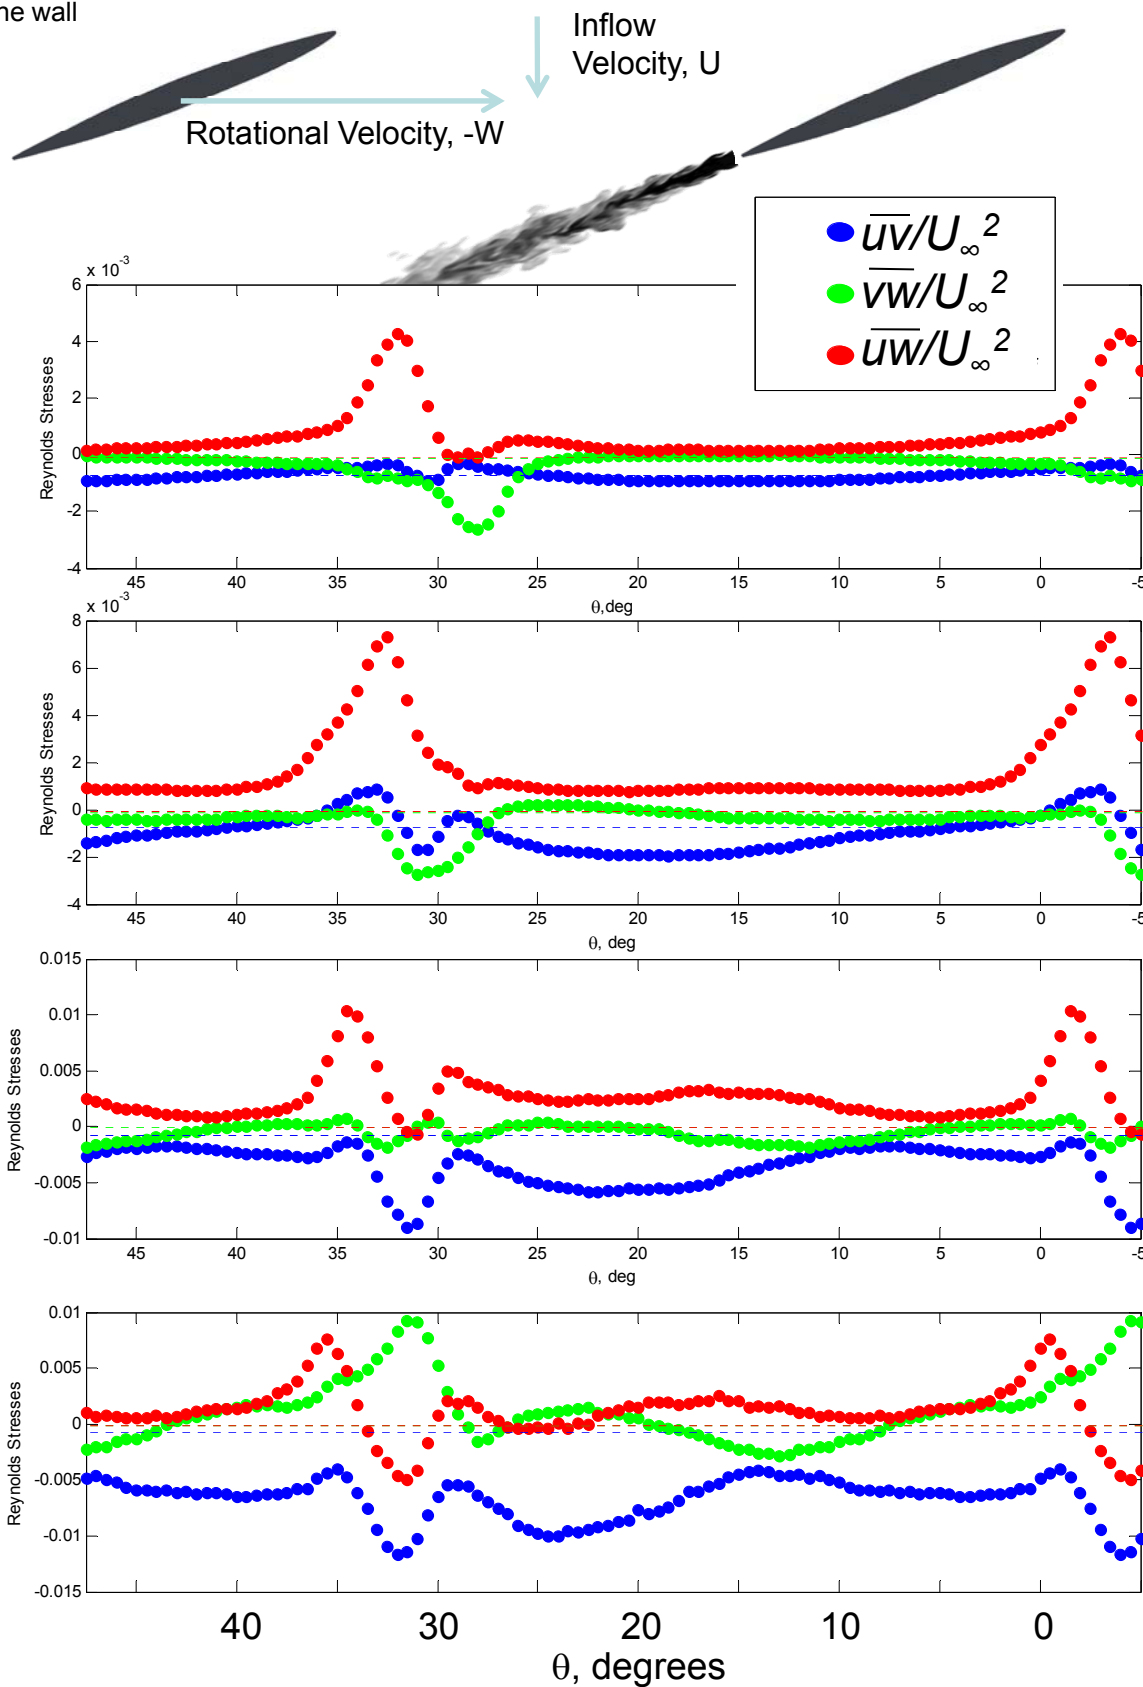 ne wall
Inflow
Velocity, U
Rotational Velocity, -W
uv/U∞²
vw/U∞²
uw/U∞²
x 10⁻³
6
4
2
0
-2
-4
Reynolds Stresses
45 40 35 30 25 20 15 10 5 0 -5
θ,deg
x 10⁻³
8
6
4
2
0
-2
-4
Reynolds Stresses
45 40 35 30 25 20 15 10 5 0 -5
θ, deg
0.015
0.01
0.005
0
-0.005
-0.01
Reynolds Stresses
45 40 35 30 25 20 15 10 5 0 -5
θ, deg
0.01
0.005
0
-0.005
-0.01
-0.015
Reynolds Stresses
40 30 20 10 0
θ, degrees